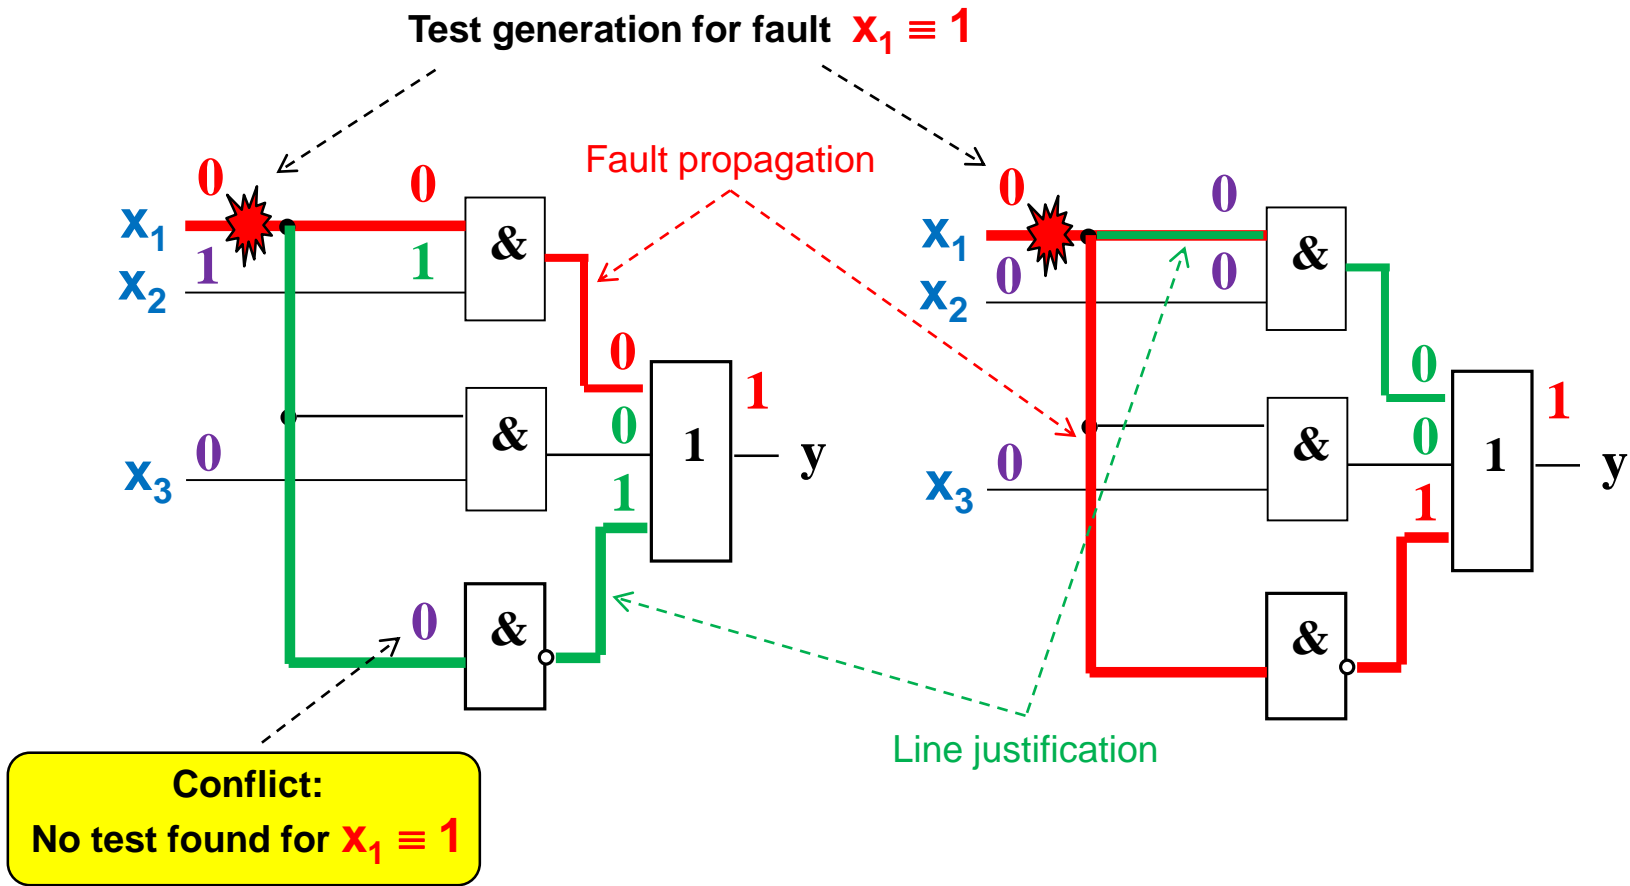 Test generation for fault x₁ ≡ 1
Fault propagation
0 0
x₁
1 1
x₂
&
0
0
1
1
y
&
0
x₃
0
&
Conflict:
No test found for x₁ ≡ 1
0 0
x₁
0 0
x₂
&
0
0
1
1
1
y
&
0
x₃
&
Line justification